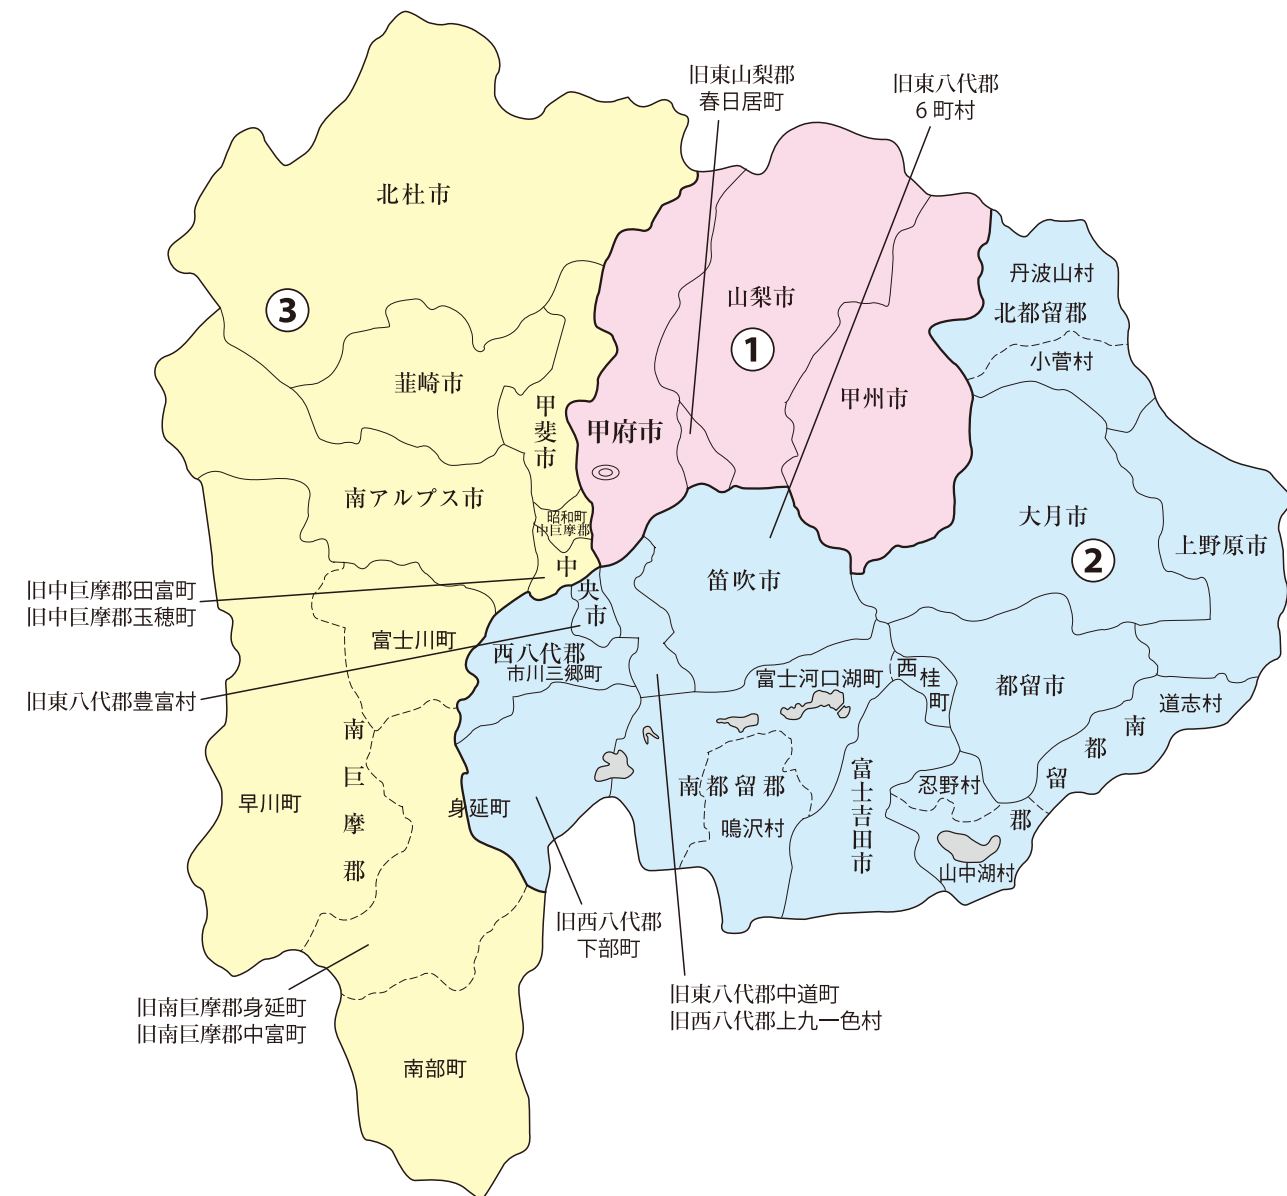 旧東山梨郡
春日居町
旧東八代郡
6町村
北杜市
③
韮崎市
甲斐市
南アルプス市
昭和町
中巨摩郡
中央市
山梨市
①
甲州市
甲府市
丹波山村
北都留郡
小菅村
大月市
②
上野原市
笛吹市
旧中巨摩郡田富町
旧中巨摩郡玉穂町
旧東八代郡豊富村
富士川町
西八代郡
市川三郷町
富士河口湖町
西桂町
都留市
道志村
南都留郡
早川町
南巨摩郡
身延町
南都留郡
鳴沢村
富士吉田市
忍野村
山中湖村
旧西八代郡
下部町
旧東八代郡中道町
旧西八代郡上九一色村
旧南巨摩郡身延町
旧南巨摩郡中富町
南部町